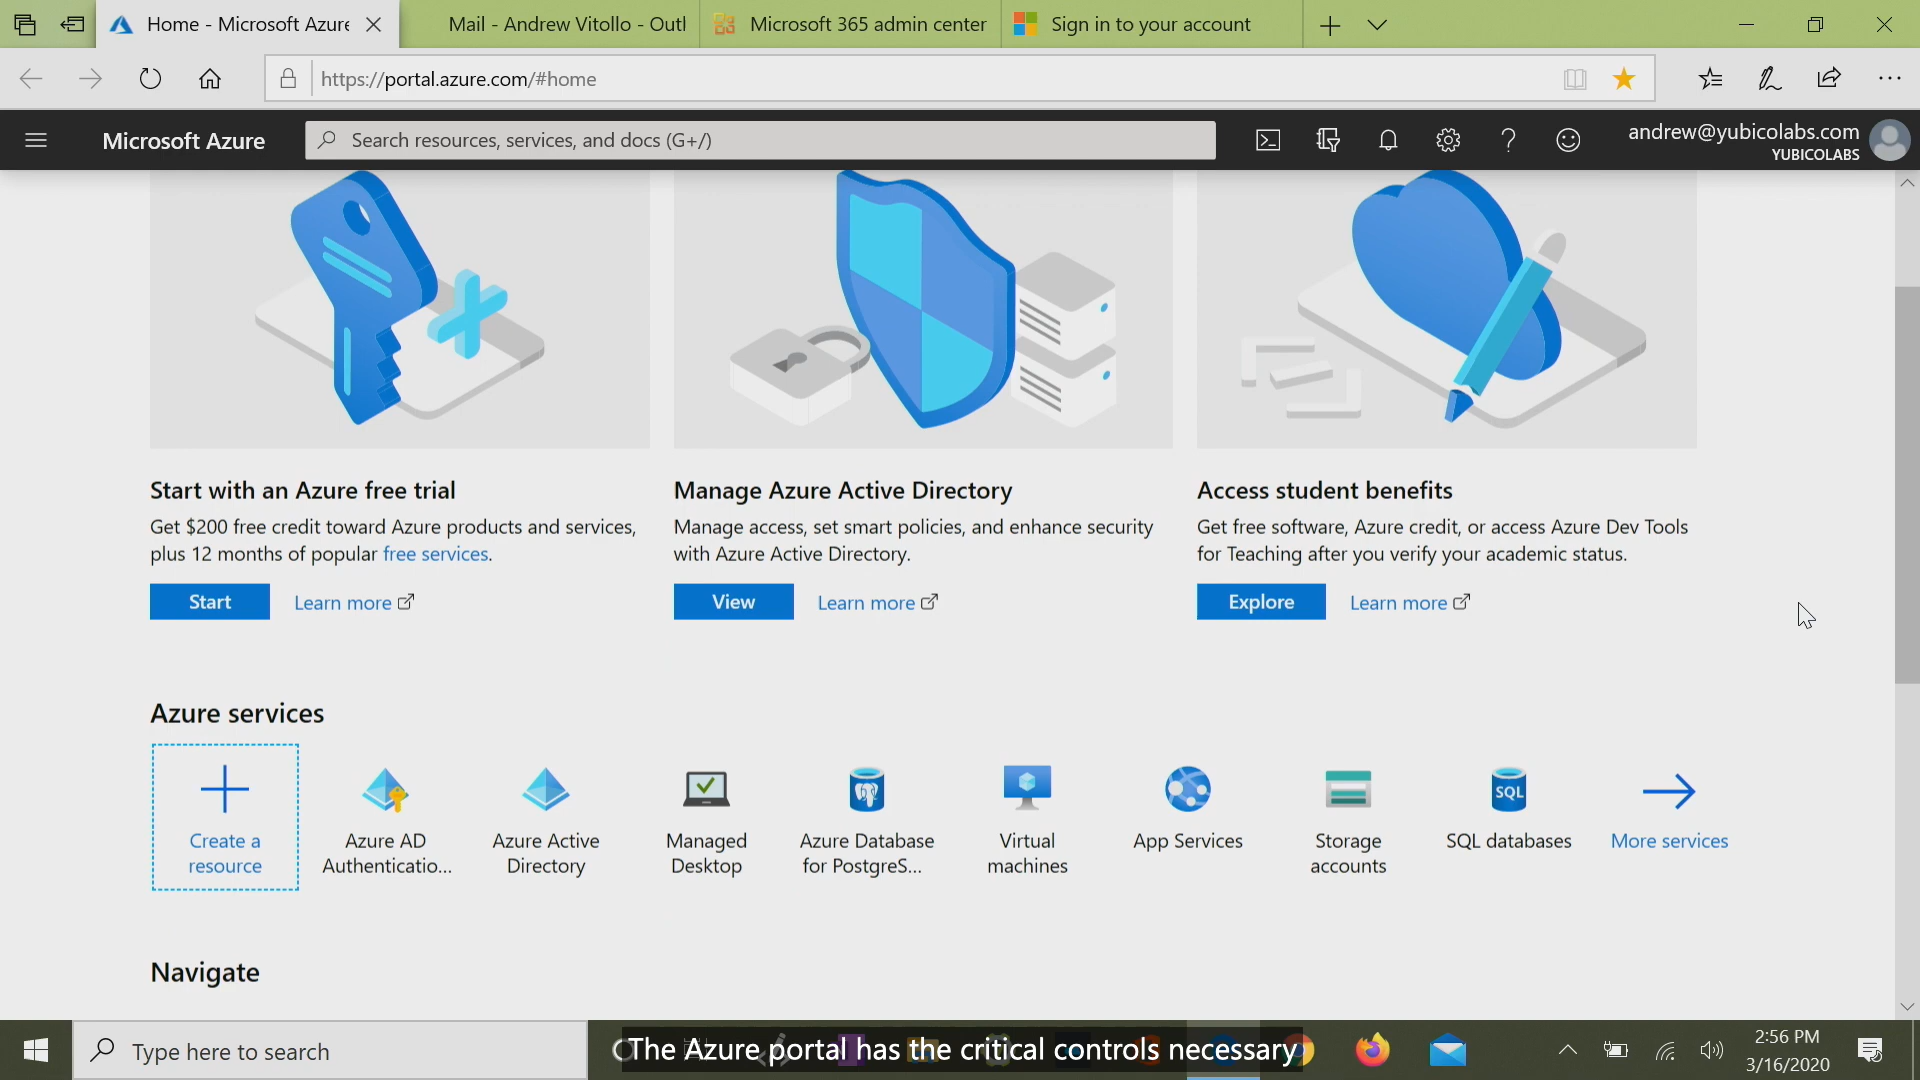 Home - Microsoft Azure
Mail - Andrew Vitollo - Outl
Microsoft 365 admin center
Sign in to your account
https://portal.azure.com/#home
Microsoft Azure
Search resources, services, and docs (G+/)
andrew@yubicolabs.com
YUBICOLABS
Start with an Azure free trial
Get $200 free credit toward Azure products and services,
plus 12 months of popular free services.
Start
Learn more
Manage Azure Active Directory
Manage access, set smart policies, and enhance security
with Azure Active Directory.
View
Learn more
Access student benefits
Get free software, Azure credit, or access Azure Dev Tools
for Teaching after you verify your academic status.
Explore
Learn more
Azure services
Create a
resource
Azure AD
Authenticatio...
Azure Active
Directory
Managed
Desktop
Azure Database
for PostgreS...
Virtual
machines
App Services
Storage
accounts
SQL
SQL databases
More services
Navigate
Type here to search
The Azure portal has the critical controls necessary
2:56 PM
3/16/2020